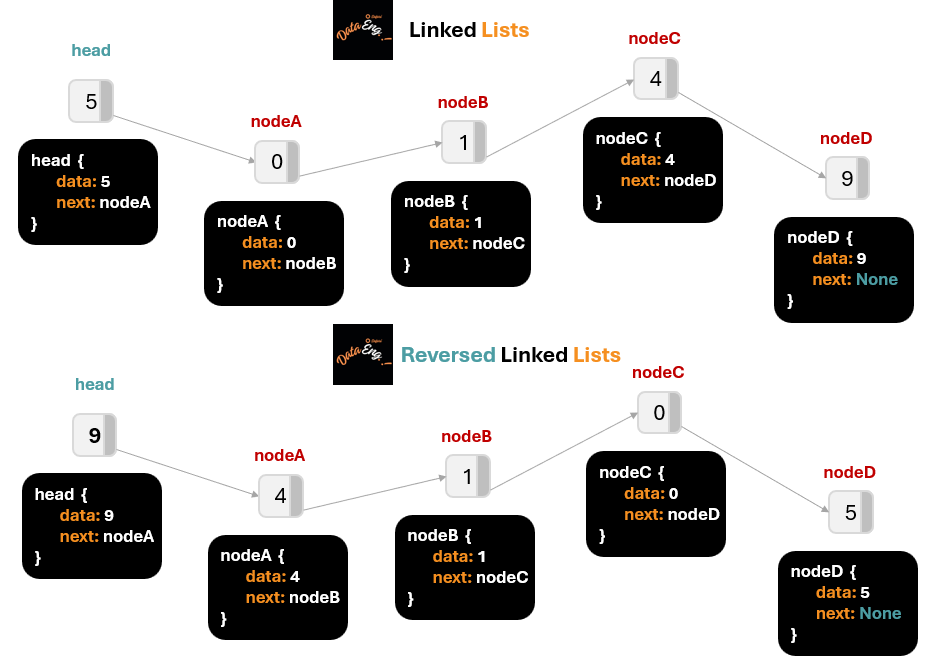 Data Eng.
Linked Lists
head
5
head {
data: 5
next: nodeA
}
nodeA
0
nodeA {
data: 0
next: nodeB
}
nodeB
1
nodeB {
data: 1
next: nodeC
}
nodeC
4
nodeC {
data: 4
next: nodeD
}
nodeD
9
nodeD {
data: 9
next: None
}
Data Eng.
Reversed Linked Lists
head
9
head {
data: 9
next: nodeA
}
nodeA
4
nodeA {
data: 4
next: nodeB
}
nodeB
1
nodeB {
data: 1
next: nodeC
}
nodeC
0
nodeC {
data: 0
next: nodeD
}
nodeD
5
nodeD {
data: 5
next: None
}